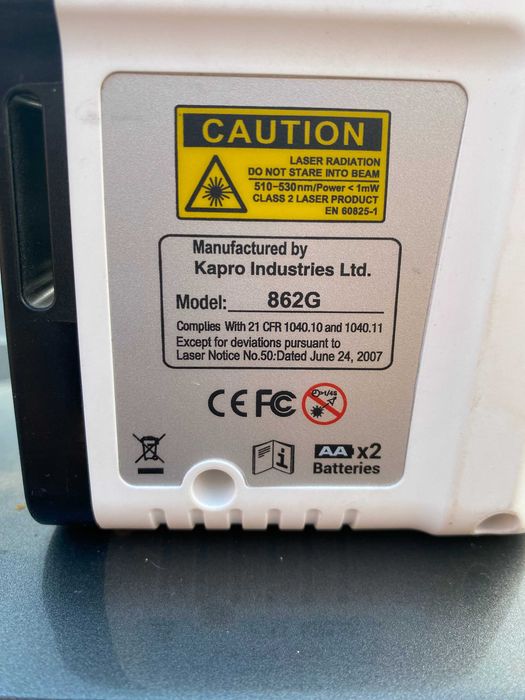 CAUTION
LASER RADIATION
DO NOT STARE INTO BEAM
510-530nm/Power < 1mW
CLASS 2 LASER PRODUCT
EN 60825-1
Manufactured by
Kapro Industries Ltd.
Model: 862G
Complies With 21 CFR 1040.10 and 1040.11
Except for deviations pursuant to
Laser Notice No.50:Dated June 24, 2007
CE FC
AA x2
Batteries